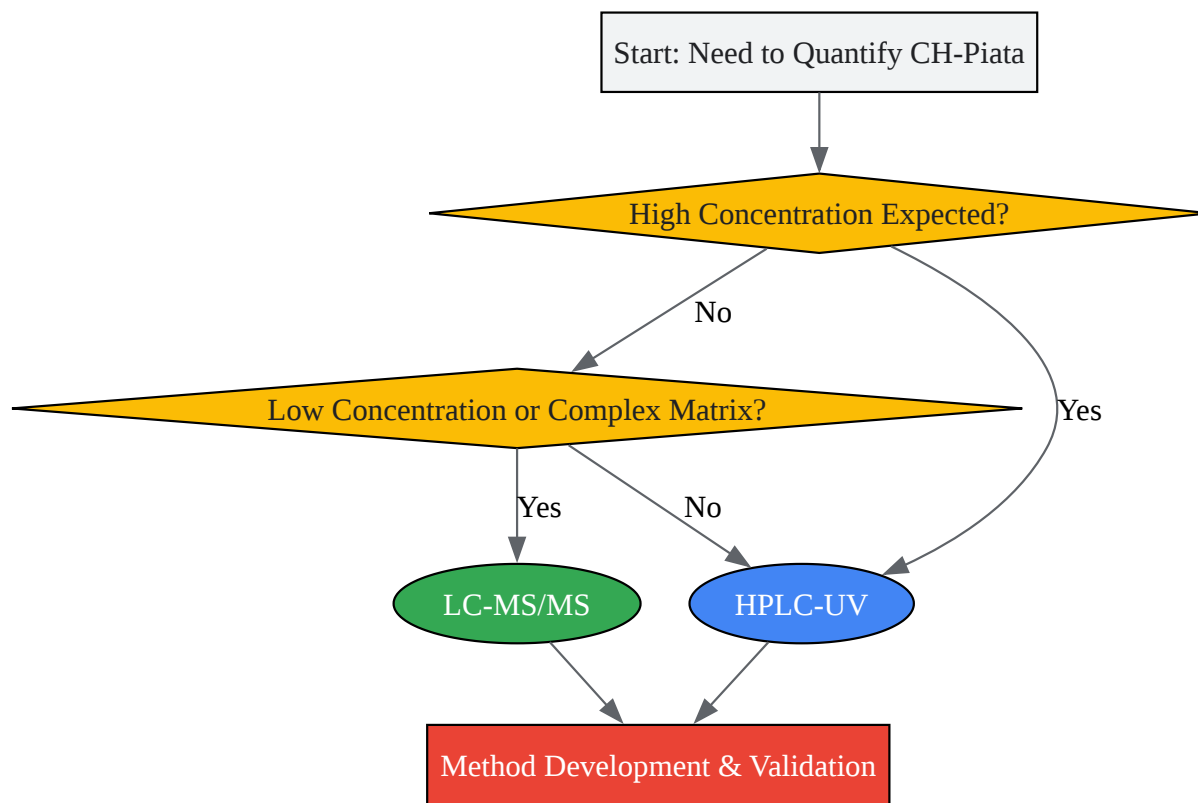 Start: Need to Quantify CH-Piata
High Concentration Expected?
No
Low Concentration or Complex Matrix?
Yes
Yes
No
LC-MS/MS
HPLC-UV
Method Development & Validation